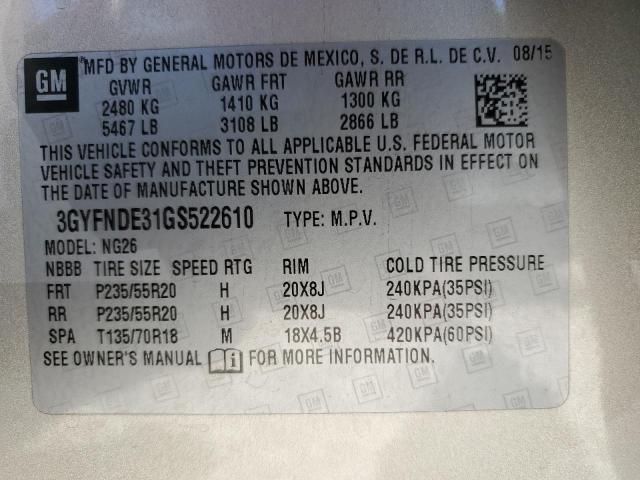 GM
MFD BY GENERAL MOTORS DE MEXICO, S. DE R.L. DE C.V. 08/15
GVWR GAWR FRT GAWR RR
2480 KG 1410 KG 1300 KG
5467 LB 3108 LB 2866 LB
THIS VEHICLE CONFORMS TO ALL APPLICABLE U.S. FEDERAL MOTOR
VEHICLE SAFETY AND THEFT PREVENTION STANDARDS IN EFFECT ON
THE DATE OF MANUFACTURE SHOWN ABOVE.
3GYFNDE31GS522610 TYPE: M.P.V.
MODEL: NG26
NBBB TIRE SIZE SPEED RTG RIM COLD TIRE PRESSURE
FRT P235/55R20 H 20X8J 240KPA(35PSI)
RR P235/55R20 H 20X8J 240KPA(35PSI)
SPA T135/70R18 M 18X4.5B 420KPA(60PSI)
SEE OWNER'S MANUAL FOR MORE INFORMATION.